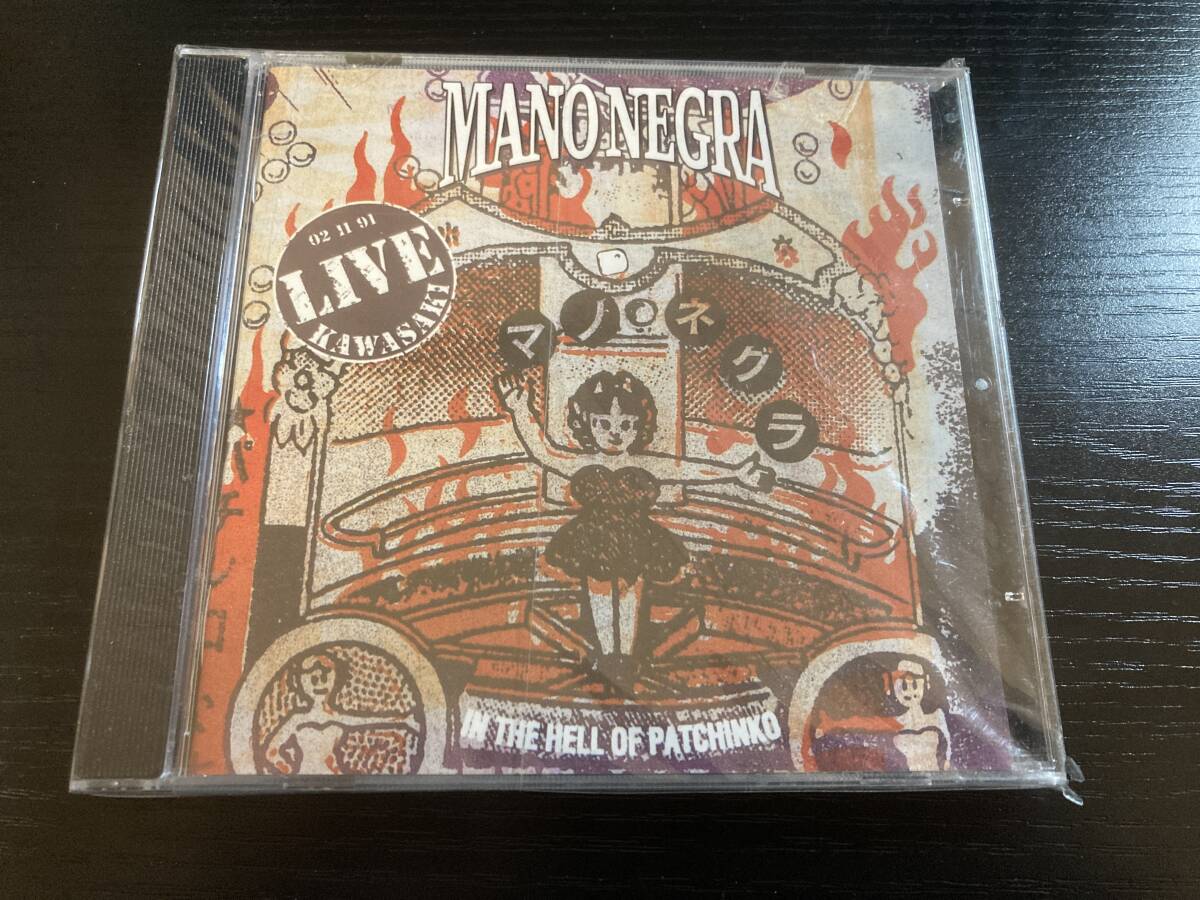 MANO NEGRA
02 11 91
LIVE
KAWASAKI
マノ・ネグラ
IN THE HELL OF PATCHINKO